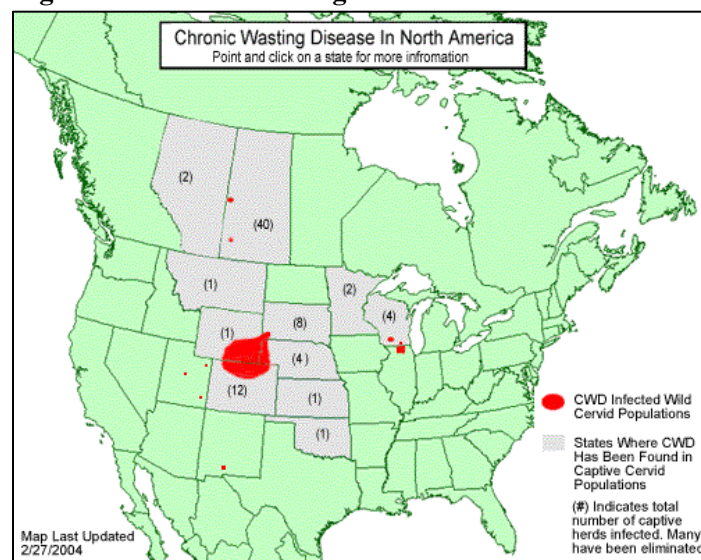 Chronic Wasting Disease In North America
Point and click on a state for more infromation
(2)
(40)
(1)
(2)
(8)
(4)
(1)
(4)
(12)
(1)
(1)
CWD Infected Wild
Cervid Populations
States Where CWD
Has Been Found in
Captive Cervid
Populations
(#) Indicates total
number of captive
herds infected. Many
have been eliminated
Map Last Updated
2/27/2004